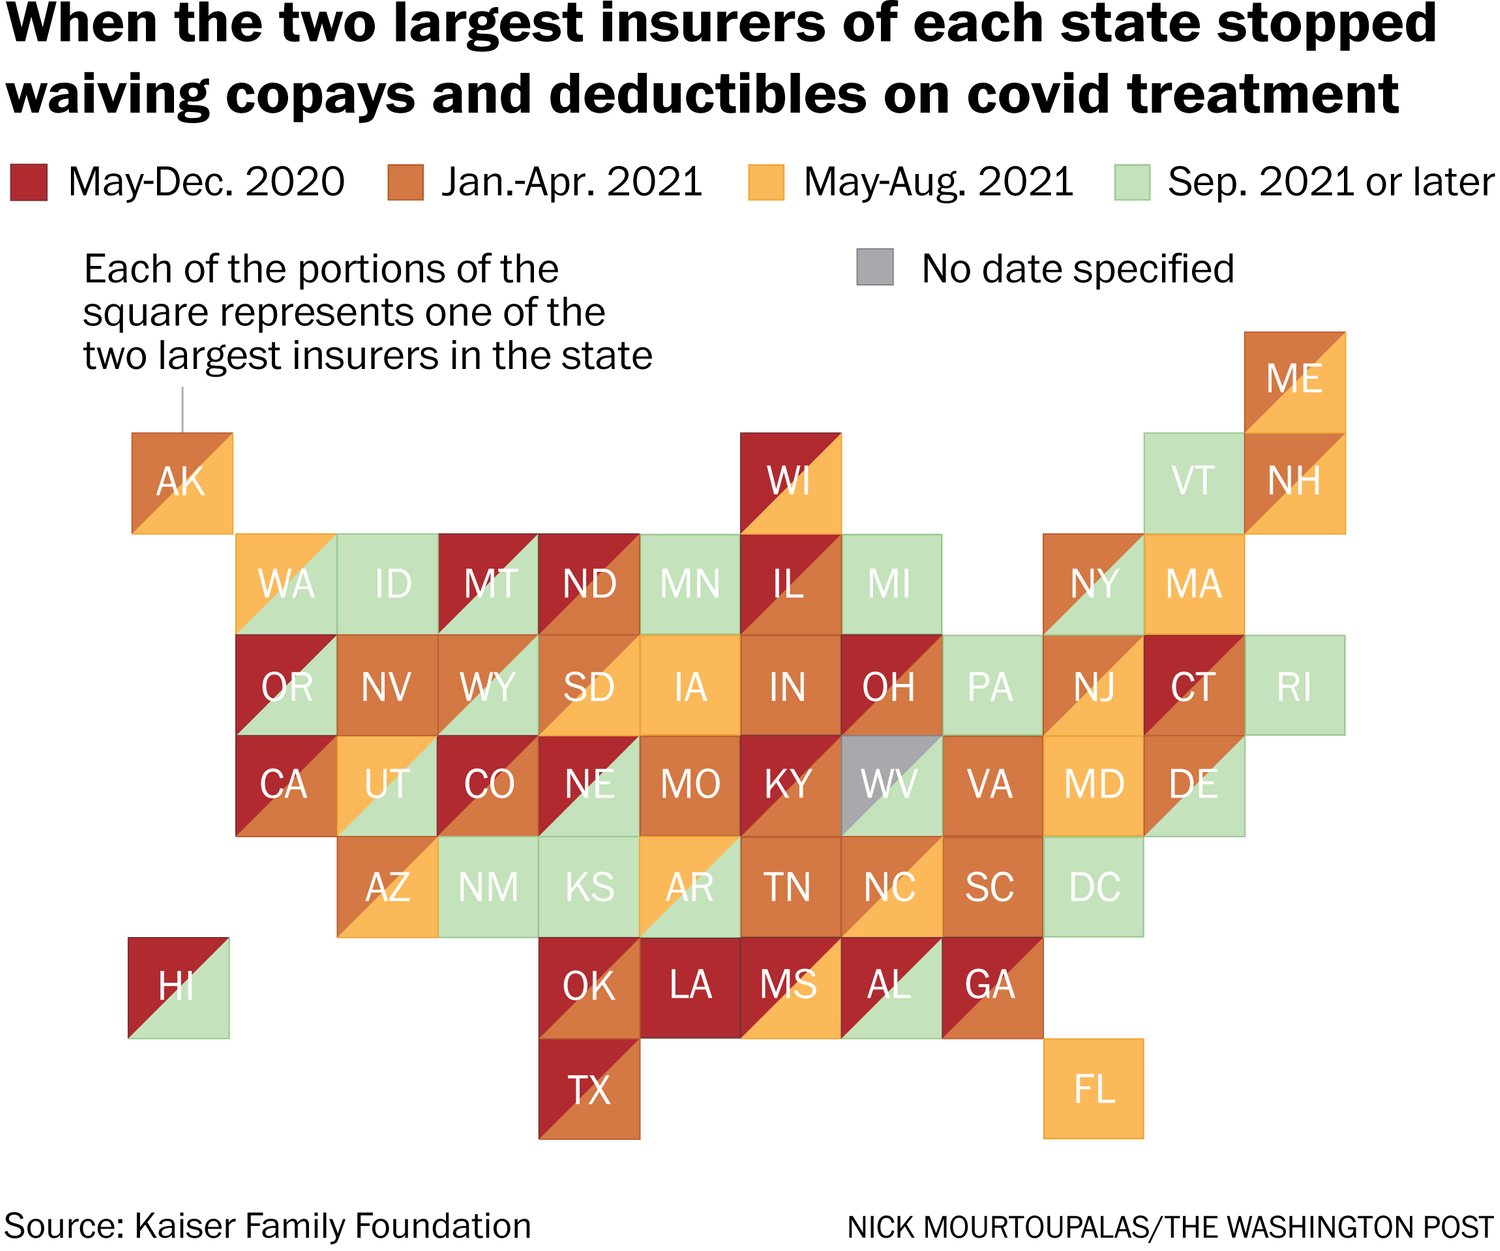 When the two largest insurers of each state stopped
waiving copays and deductibles on covid treatment
May-Dec. 2020 Jan.-Apr. 2021 May-Aug. 2021 Sep. 2021 or later
Each of the portions of the
square represents one of the
two largest insurers in the state
No date specified
ME
AK WI VT NH
WA ID MT ND MN IL MI NY MA
OR NV WY SD IA IN OH PA NJ CT RI
CA UT CO NE MO KY WV VA MD DE
AZ NM KS AR TN NC SC DC
HI OK LA MS AL GA
TX FL
Source: Kaiser Family Foundation
NICK MOURTOUPALAS/THE WASHINGTON POST